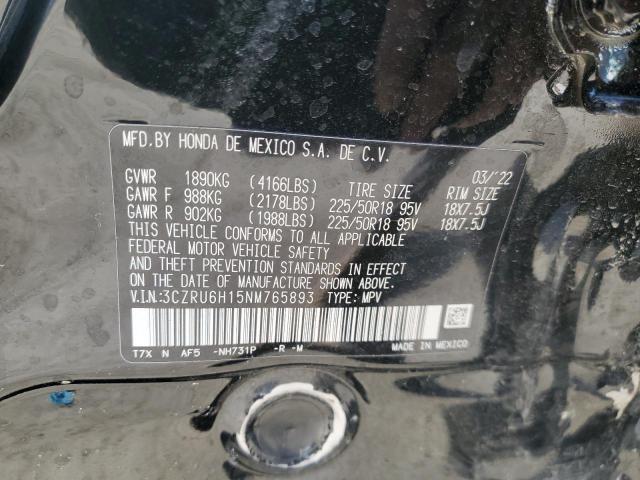 MFD.BY HONDA DE MEXICO S.A. DE C.V.
03/'22
GVWR 1890KG (4166LBS) TIRE SIZE RIM SIZE
GAWR F 988KG (2178LBS) 225/50R18 95V 18X7.5J
GAWR R 902KG (1988LBS) 225/50R18 95V 18X7.5J
THIS VEHICLE CONFORMS TO ALL APPLICABLE
FEDERAL MOTOR VEHICLE SAFETY
AND THEFT PREVENTION STANDARDS IN EFFECT
ON THE DATE OF MANUFACTURE SHOWN ABOVE.
V.I.N:3CZRU6H15NM765893 TYPE: MPV
T7X N AF5 -NH731P -R -M MADE IN MEXICO